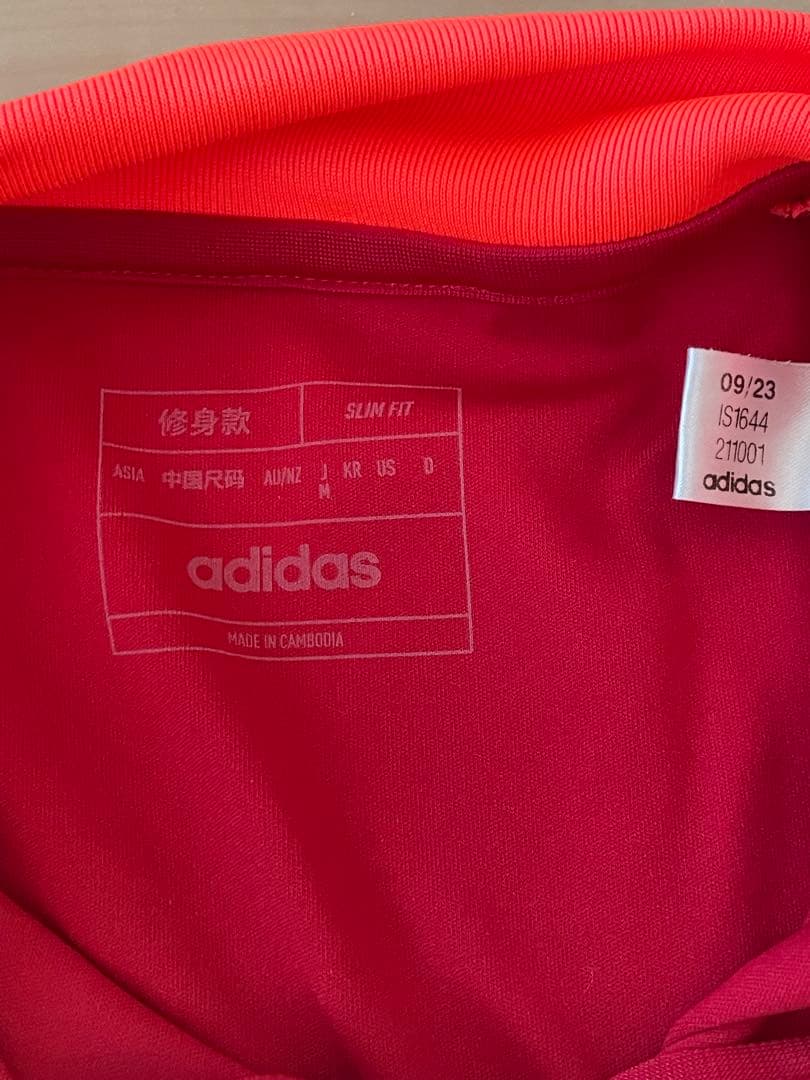 修身款 SLIM FIT
ASIA 中国尺码 AU/NZ J KR US D
M
adidas
MADE IN CAMBODIA
09/23
IS1644
211001
adidas